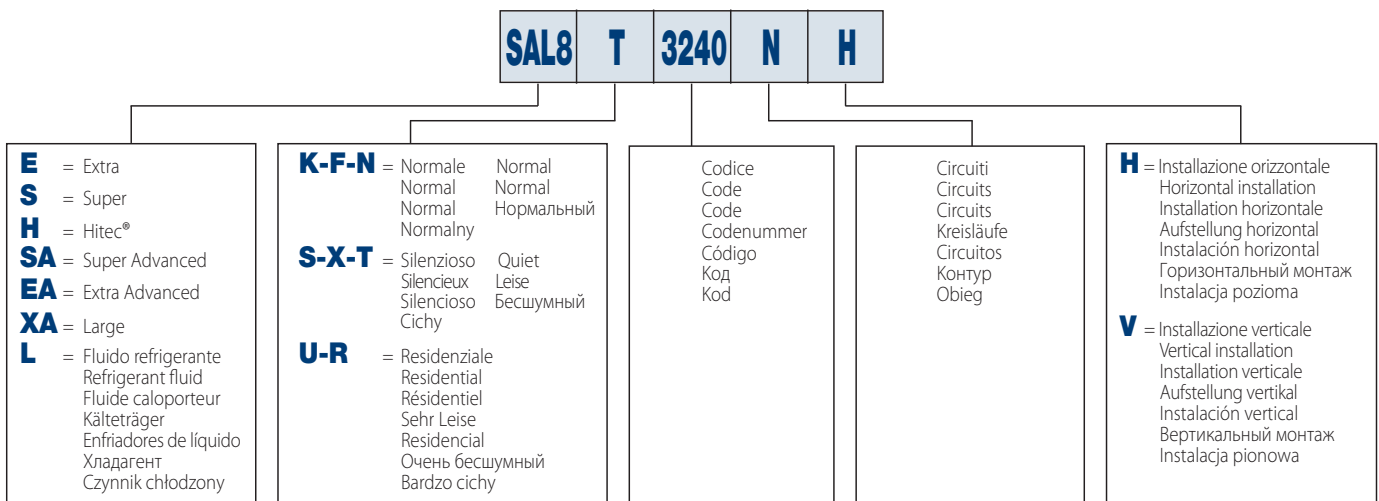 SAL8 T 3240 N H
E = Extra
S = Super
H = Hitec®
SA = Super Advanced
EA = Extra Advanced
XA = Large
L = Fluido refrigerante
Refrigerant fluid
Fluide caloporteur
Kälteträger
Enfriadores de líquido
Хладагент
Czynnik chłodzony
K-F-N = Normale Normal
Normal Normal
Normal Нормальный
Normalny
S-X-T = Silenzioso Quiet
Silencieux Leise
Silencioso Бесшумный
Cichy
U-R = Residenziale
Residential
Résidentiel
Sehr Leise
Residencial
Очень бесшумный
Bardzo cichy
Codice
Code
Code
Codenummer
Código
Код
Kod
Circuiti
Circuits
Circuits
Kreisläufe
Circuitos
Контур
Obieg
H = Installazione orizzontale
Horizontal installation
Installation horizontale
Aufstellung horizontal
Instalación horizontal
Горизонтальный монтаж
Instalacja pozioma
V = Installazione verticale
Vertical installation
Installation verticale
Aufstellung vertikal
Instalación vertical
Вертикальный монтаж
Instalacja pionowa